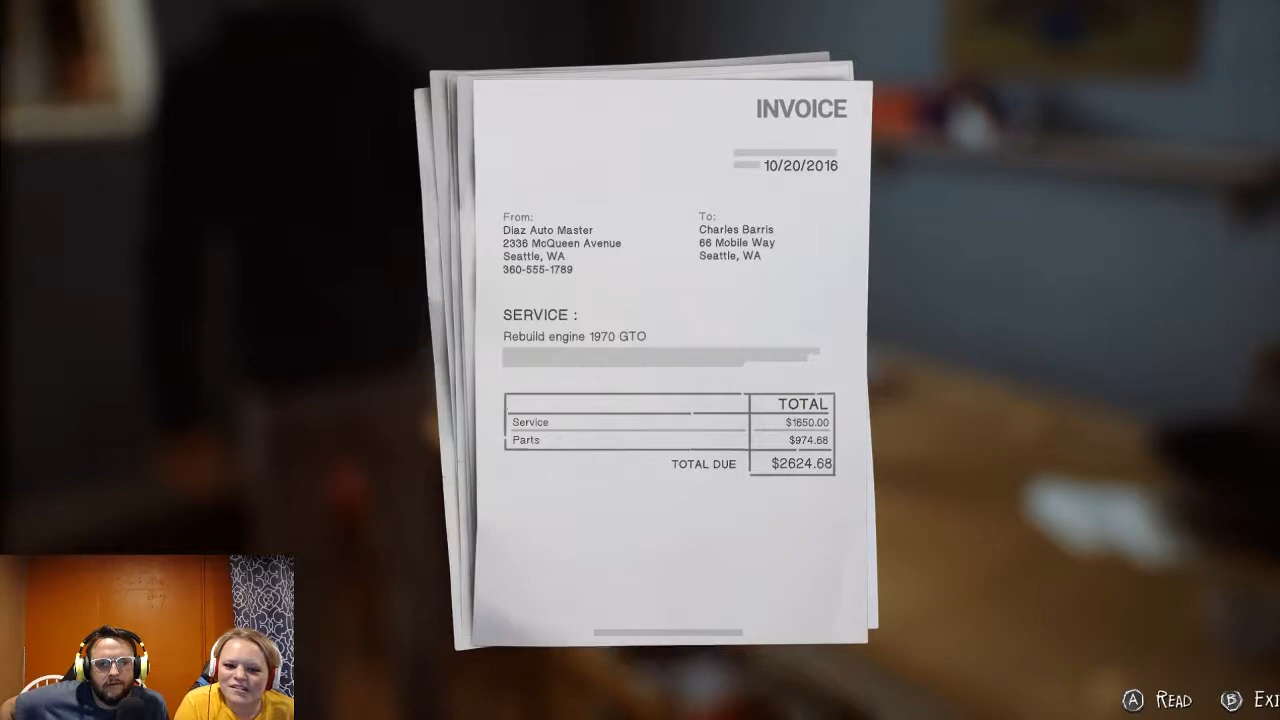 INVOICE
10/20/2016
From:
Diaz Auto Master
2336 McQueen Avenue
Seattle, WA
360-555-1789
To:
Charles Barris
66 Mobile Way
Seattle, WA
SERVICE :
Rebuild engine 1970 GTO
TOTAL
Service $1650.00
Parts $974.68
TOTAL DUE $2624.68
A READ B EXI